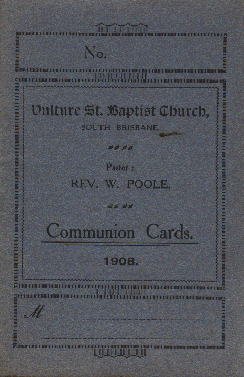 No.
Vulture St. Baptist Church,
SOUTH BRISBANE.
Pastor :
REV. W. POOLE.
Communion Cards.
1908.
M